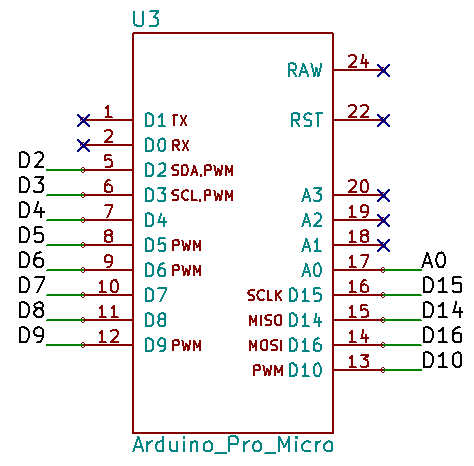 U3
RAW 24
1 D1 TX RST 22
2 D0 RX
D2 5 D2 SDA,PWM
D3 6 D3 SCL,PWM A3 20
D4 7 D4 A2 19
D5 8 D5 PWM A1 18
D6 9 D6 PWM A0 17 A0
D7 10 D7 SCLK D15 16 D15
D8 11 D8 MISO D14 15 D14
D9 12 D9 PWM MOSI D16 14 D16
PWM D10 13 D10
Arduino_Pro_Micro